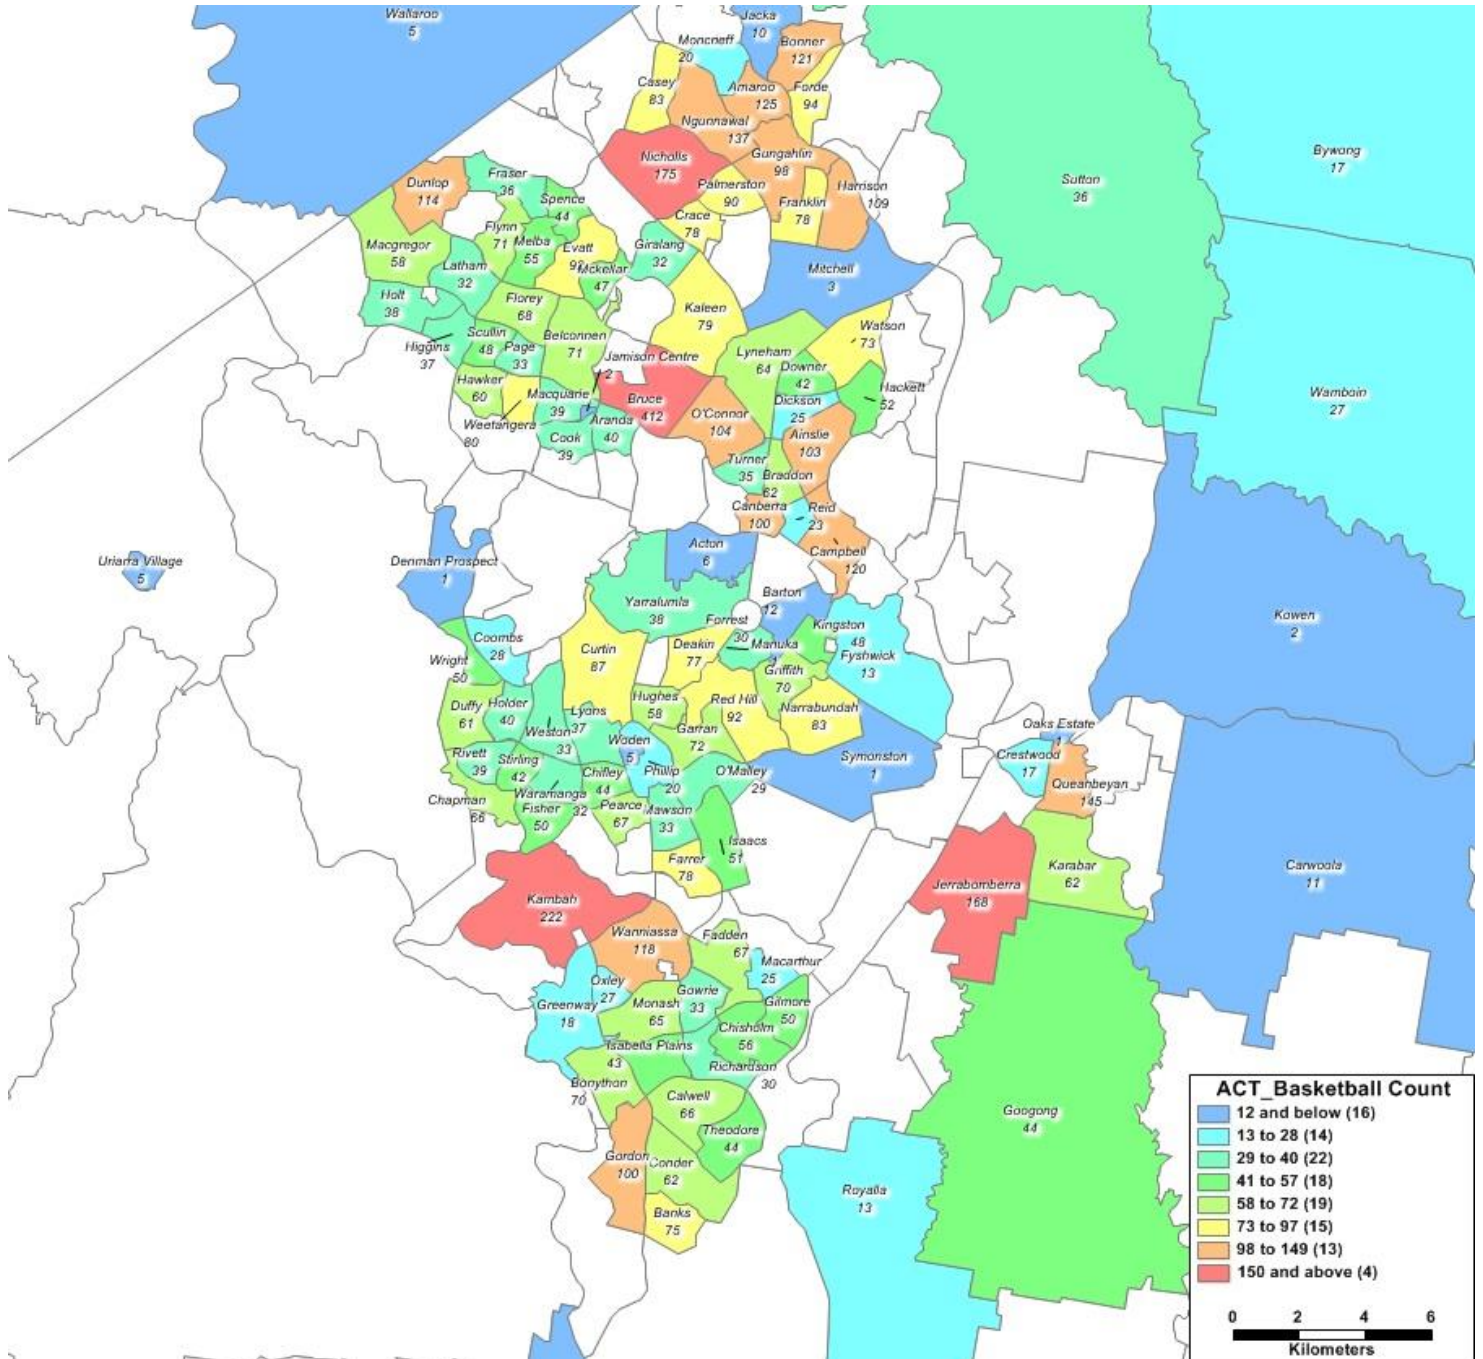 Wallaroo
5
Jacka
10
Moncrieff
20
Bonner
121
Casey
83
Amaroo
125
Forde
94
Ngunnawal
137
Nicholls
175
Gungahlin
98
Bywong
17
Sutton
36
Dunlop
114
Fraser
36
Palmerston
90
Harrison
109
Franklin
78
Spence
44
Crace
78
Flynn
71
Melba
55
Evatt
Giralang
32
Macgregor
58
Latham
32
Mckellar
47
Mitchell
3
Holt
38
Florey
68
Kaleen
79
Watson
73
Higgins
37
Scullin
48
Page
33
Belconnen
71
Jamison Centre
2
Lyneham
64
Downer
42
Hackett
52
Wamboin
27
Hawker
60
Macquarie
39
Bruce
412
O'Connor
104
Dickson
25
Weetangera
80
Aranda
40
Cook
39
Ainslie
103
Turner
35
Braddon
62
Canberra
100
Reid
23
Campbell
120
Acton
6
Uriarra Village
5
Denman Prospect
1
Barton
12
Yarralumla
38
Kowen
2
Coombs
28
Forrest
30
Manuka
Kingston
48
Wright
50
Curtin
87
Deakin
77
Fyshwick
13
Griffith
70
Duffy
61
Holder
40
Hughes
58
Red Hill
92
Narrabundah
83
Lyons
37
Weston
33
Garran
72
Oaks Estate
1
Woden
5
Rivett
39
Stirling
42
Crestwood
17
Symonston
1
Phillip
20
O'Malley
29
Chifley
44
Queanbeyan
145
Waramanga
32
Chapman
66
Fisher
50
Pearce
67
Mawson
33
Isaacs
51
Farrer
78
Karabar
62
Carwoola
11
Jerrabomberra
168
Kambah
222
Wanniassa
118
Fadden
67
Macarthur
25
Oxley
27
Gowrie
33
Greenway
18
Monash
65
Gilmore
50
Chisholm
56
Isabella Plains
43
Richardson
30
Bonython
70
Calwell
66
Googong
44
Theodore
44
Gordon
100
Conder
62
Royalla
13
Banks
75
ACT_Basketball Count
12 and below (16)
13 to 28 (14)
29 to 40 (22)
41 to 57 (18)
58 to 72 (19)
73 to 97 (15)
98 to 149 (13)
150 and above (4)
0 2 4 6
Kilometers